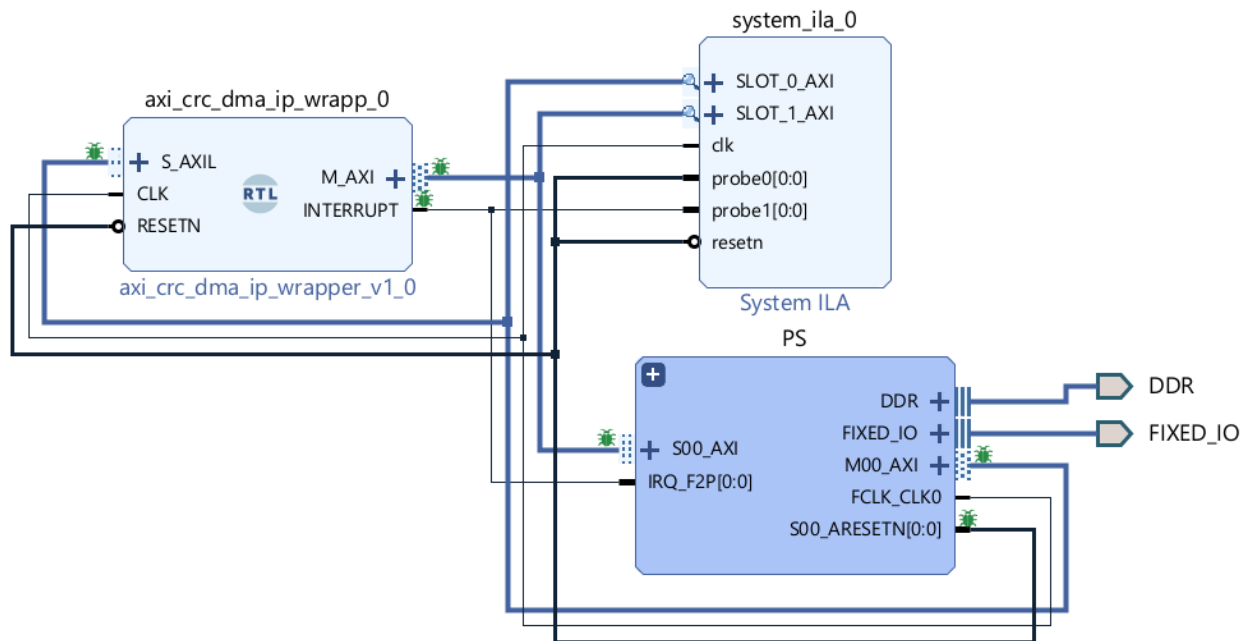 system_ila_0
SLOT_0_AXI
SLOT_1_AXI
clk
probe0[0:0]
probe1[0:0]
resetn
System ILA
axi_crc_dma_ip_wrapp_0
S_AXIL
CLK
RESETN
RTL
M_AXI
INTERRUPT
axi_crc_dma_ip_wrapper_v1_0
PS
S00_AXI
IRQ_F2P[0:0]
DDR
FIXED_IO
M00_AXI
FCLK_CLK0
S00_ARESETN[0:0]
DDR
FIXED_IO